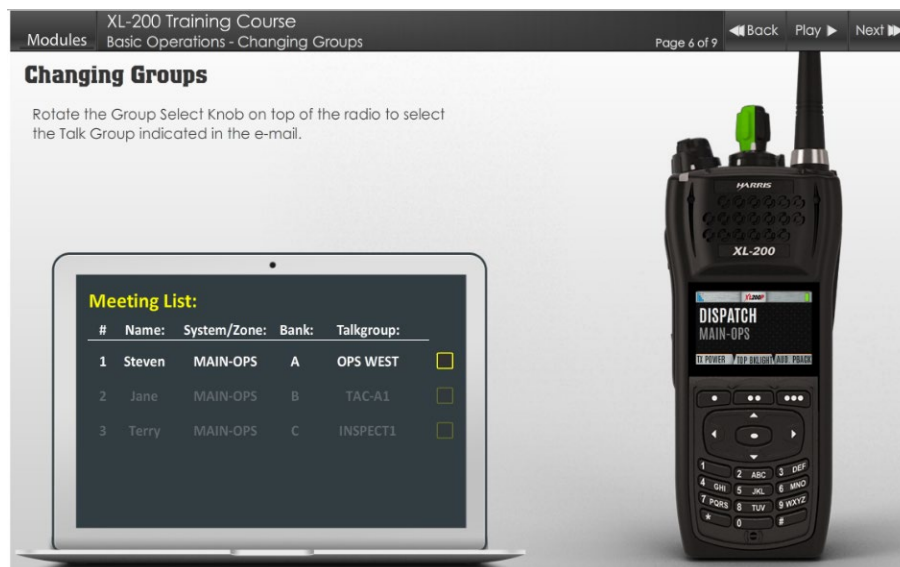 XL-200 Training Course
Modules Basic Operations - Changing Groups Page 6 of 9 Back Play Next
Changing Groups
Rotate the Group Select Knob on top of the radio to select
the Talk Group indicated in the e-mail.
Meeting List:
# Name: System/Zone: Bank: Talkgroup:
1 Steven MAIN-OPS A OPS WEST
2 Jane MAIN-OPS B TAC-A1
3 Terry MAIN-OPS C INSPECT1
HARRIS
XL-200
XL200P
DISPATCH
MAIN-OPS
TX POWER TOP BKLIGHT AUD PBACK
1 2 ABC 3 DEF
4 GHI 5 JKL 6 MNO
7 PQRS 8 TUV 9 WXYZ
* 0 #